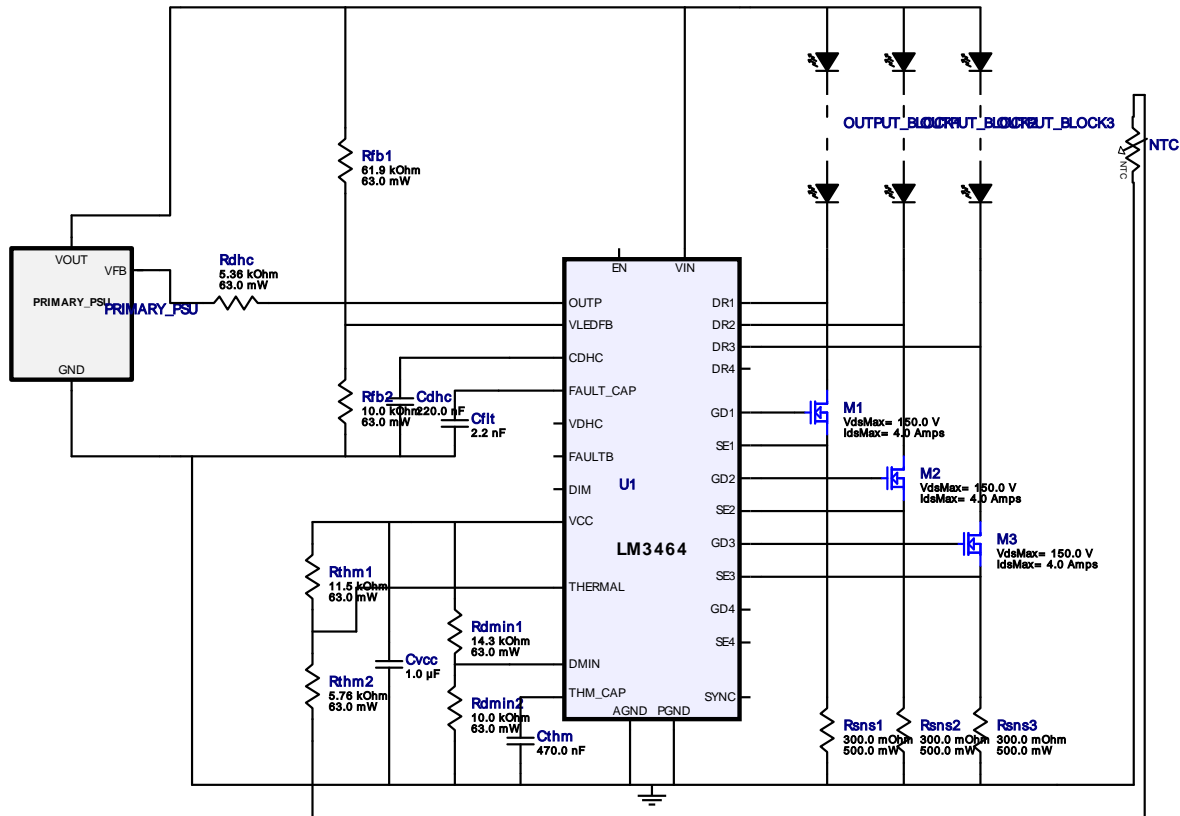 OUTPUT_BLOCK1
OUTPUT_BLOCK2
OUTPUT_BLOCK3
NTC
NTC
Rfb1
61.9 kOhm
63.0 mW
VOUT
VFB
PRIMARY_PSU
PRIMARY_PSU
GND
Rdhc
5.36 kOhm
63.0 mW
EN
VIN
OUTP
VLEDFB
CDHC
FAULT_CAP
VDHC
FAULTB
DIM
VCC
THERMAL
DMIN
THM_CAP
AGND
PGND
DR1
DR2
DR3
DR4
GD1
SE1
GD2
SE2
GD3
SE3
GD4
SE4
SYNC
U1
LM3464
Rfb2
10.0 kOhm
63.0 mW
Cdhc
220.0 nF
Cflt
2.2 nF
M1
VdsMax= 150.0 V
IdsMax= 4.0 Amps
M2
VdsMax= 150.0 V
IdsMax= 4.0 Amps
M3
VdsMax= 150.0 V
IdsMax= 4.0 Amps
Rthm1
11.5 kOhm
63.0 mW
Rthm2
5.76 kOhm
63.0 mW
Cvcc
1.0 µF
Rdmin1
14.3 kOhm
63.0 mW
Rdmin2
10.0 kOhm
63.0 mW
Cthm
470.0 nF
Rsns1
300.0 mOhm
500.0 mW
Rsns2
300.0 mOhm
500.0 mW
Rsns3
300.0 mOhm
500.0 mW